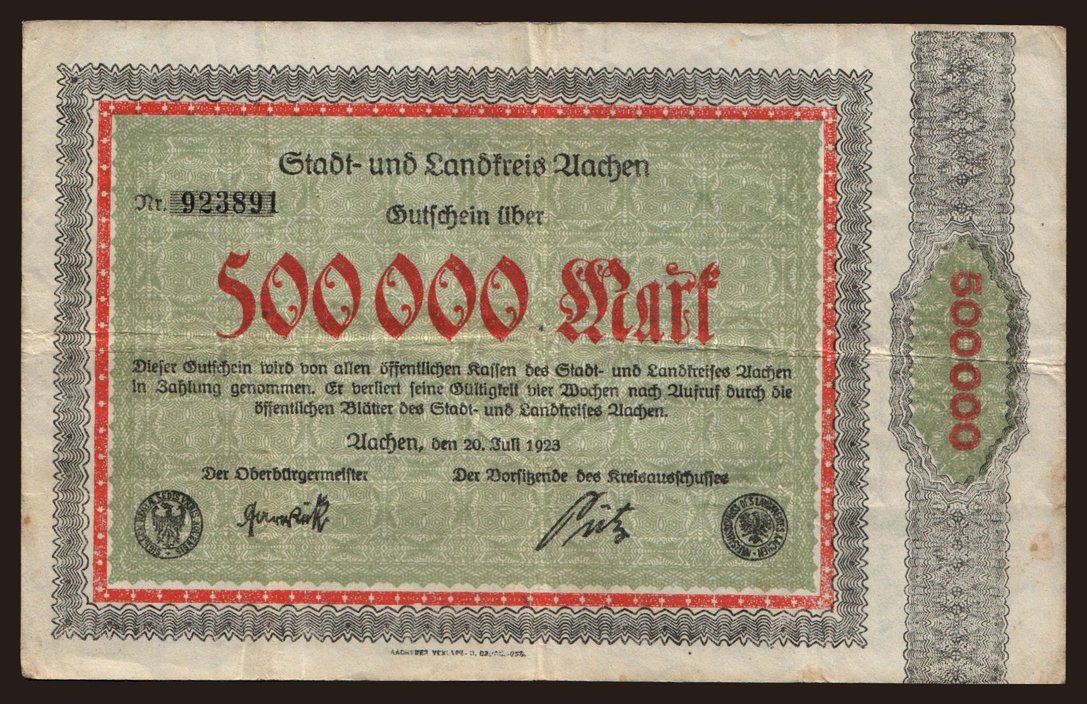 Stadt- und Landkreis Aachen
Nr. 923891
Gutschein über
500 000 Mark
Dieser Gutschein wird von allen öffentlichen Kassen des Stadt- und Landkreises Aachen
in Zahlung genommen. Er verliert seine Gültigkeit vier Wochen nach Aufruf durch die
öffentlichen Blätter des Stadt- und Landkreises Aachen.
Aachen, den 20. Juli 1923
Der Oberbürgermeister
Der Vorsitzende des Kreisausschusses
500000